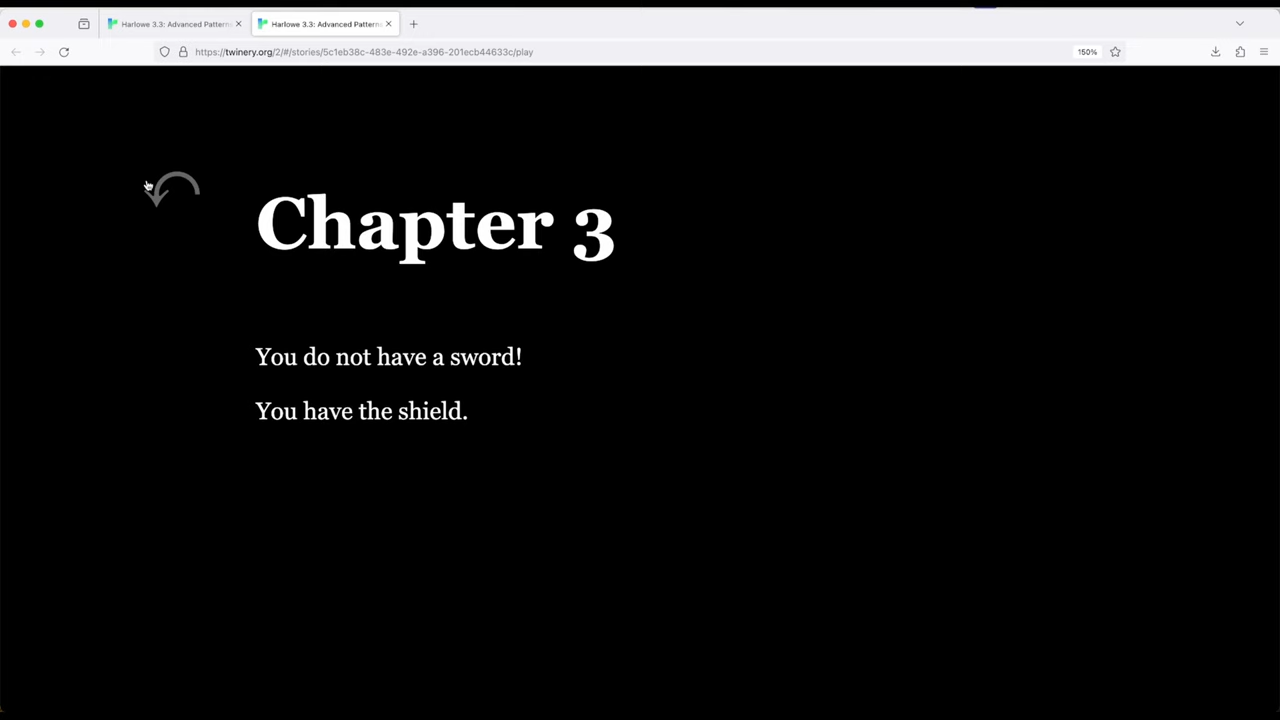 Harlowe 3.3: Advanced Pattern
Harlowe 3.3: Advanced Pattern
https://twinery.org/2/#/stories/5c1eb38c-483e-492e-a396-201ecb44633c/play
150%
Chapter 3
You do not have a sword!
You have the shield.